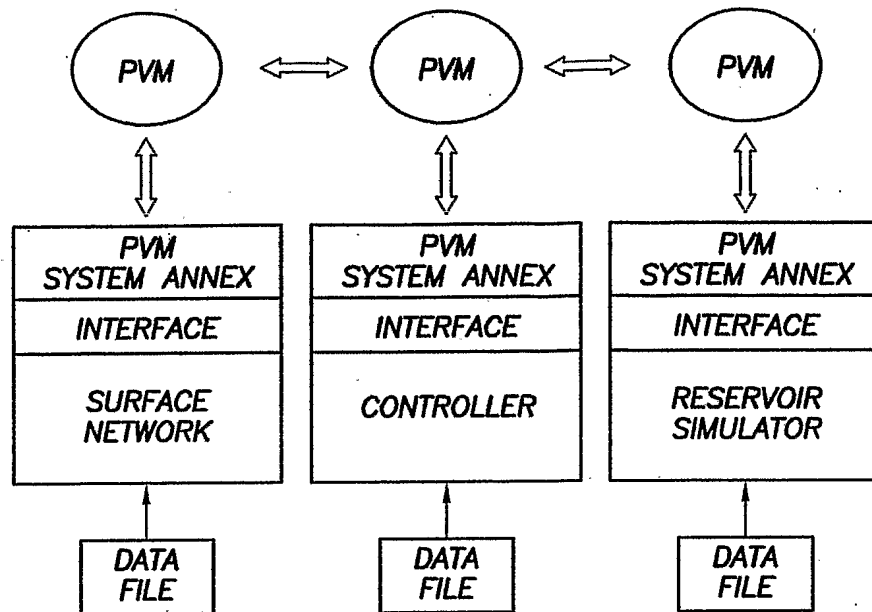 PVM
PVM
PVM
PVM
SYSTEM ANNEX
INTERFACE
SURFACE
NETWORK
PVM
SYSTEM ANNEX
INTERFACE
CONTROLLER
PVM
SYSTEM ANNEX
INTERFACE
RESERVOIR
SIMULATOR
DATA
FILE
DATA
FILE
DATA
FILE